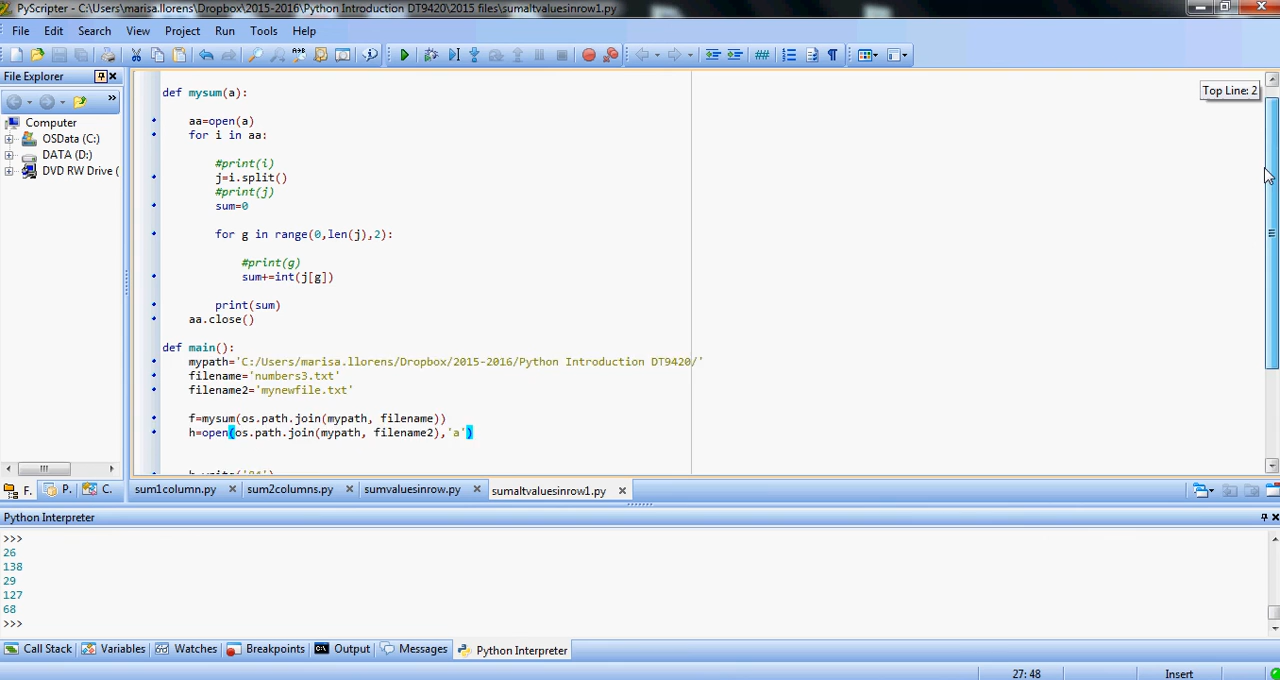 PyScripter - C:\Users\marisa.llorens\Dropbox\2015-2016\Python Introduction DT9420\2015 files\sumaltvaluesinrow1.py
File Edit Search View Project Run Tools Help
File Explorer
Computer
OSData (C:)
DATA (D:)
DVD RW Drive (
Top Line: 2
def mysum(a):
aa=open(a)
for i in aa:
#print(i)
j=i.split()
#print(j)
sum=0
for g in range(0,len(j),2):
#print(g)
sum+=int(j[g])
print(sum)
aa.close()
def main():
mypath='C:/Users/marisa.llorens/Dropbox/2015-2016/Python Introduction DT9420/'
filename='numbers3.txt'
filename2='mynewfile.txt'
f=mysum(os.path.join(mypath, filename))
h=open(os.path.join(mypath, filename2),'a')
F. P. C.
sum1column.py sum2columns.py sumvaluesinrow.py sumaltvaluesinrow1.py
Python Interpreter
>>>
26
138
29
127
68
>>>
Call Stack Variables Watches Breakpoints Output Messages Python Interpreter
27: 48 Insert